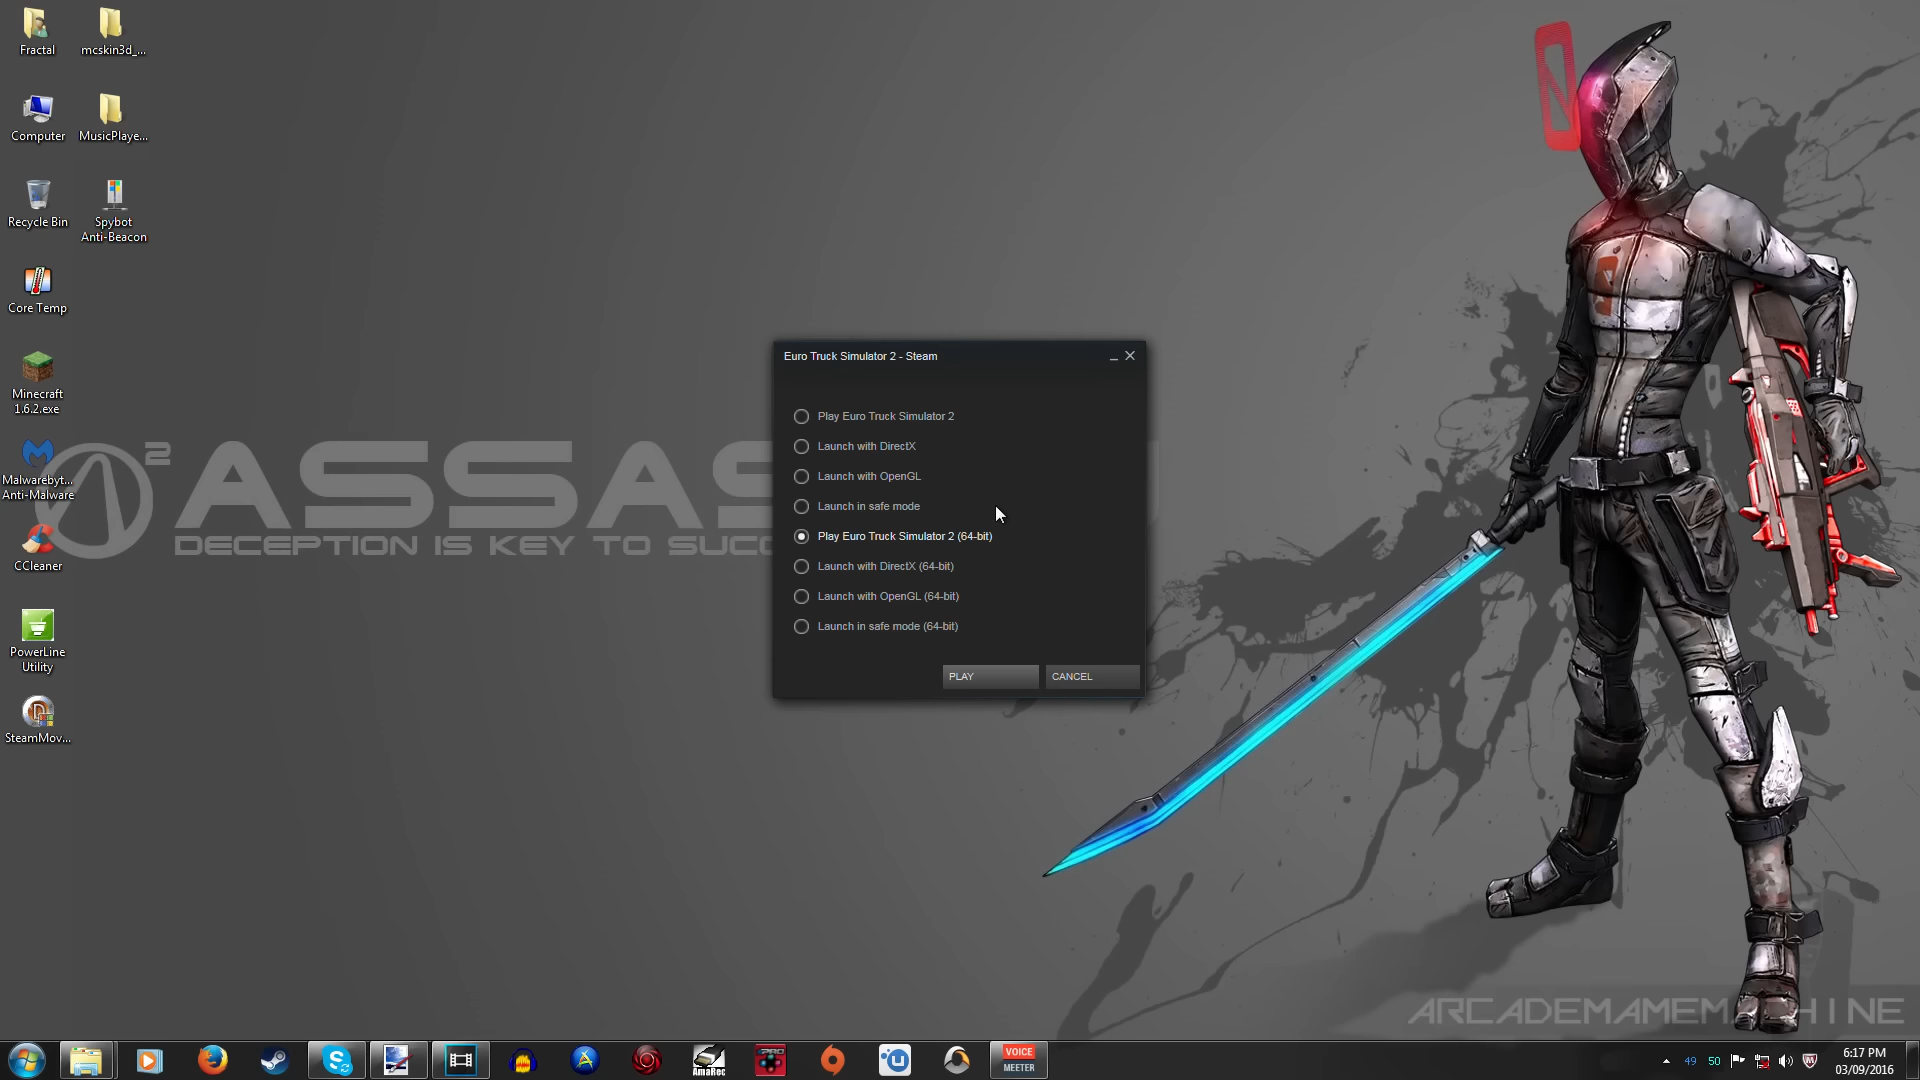 Fractal
mcskin3d_...
Computer
MusicPlaye...
Recycle Bin
Spybot
Anti-Beacon
Core Temp
Minecraft
1.6.2.exe
Malwarebyt...
Anti-Malware
CCleaner
PowerLine
Utility
SteamMov...
2
DECEPTION IS KEY TO
Euro Truck Simulator 2 - Steam
Play Euro Truck Simulator 2
Launch with DirectX
Launch with OpenGL
Launch in safe mode
Play Euro Truck Simulator 2 (64-bit)
Launch with DirectX (64-bit)
Launch with OpenGL (64-bit)
Launch in safe mode (64-bit)
PLAY
CANCEL
AmaRec
PRO
VOICE
MEETER
49
50
6:17 PM
03/09/2016